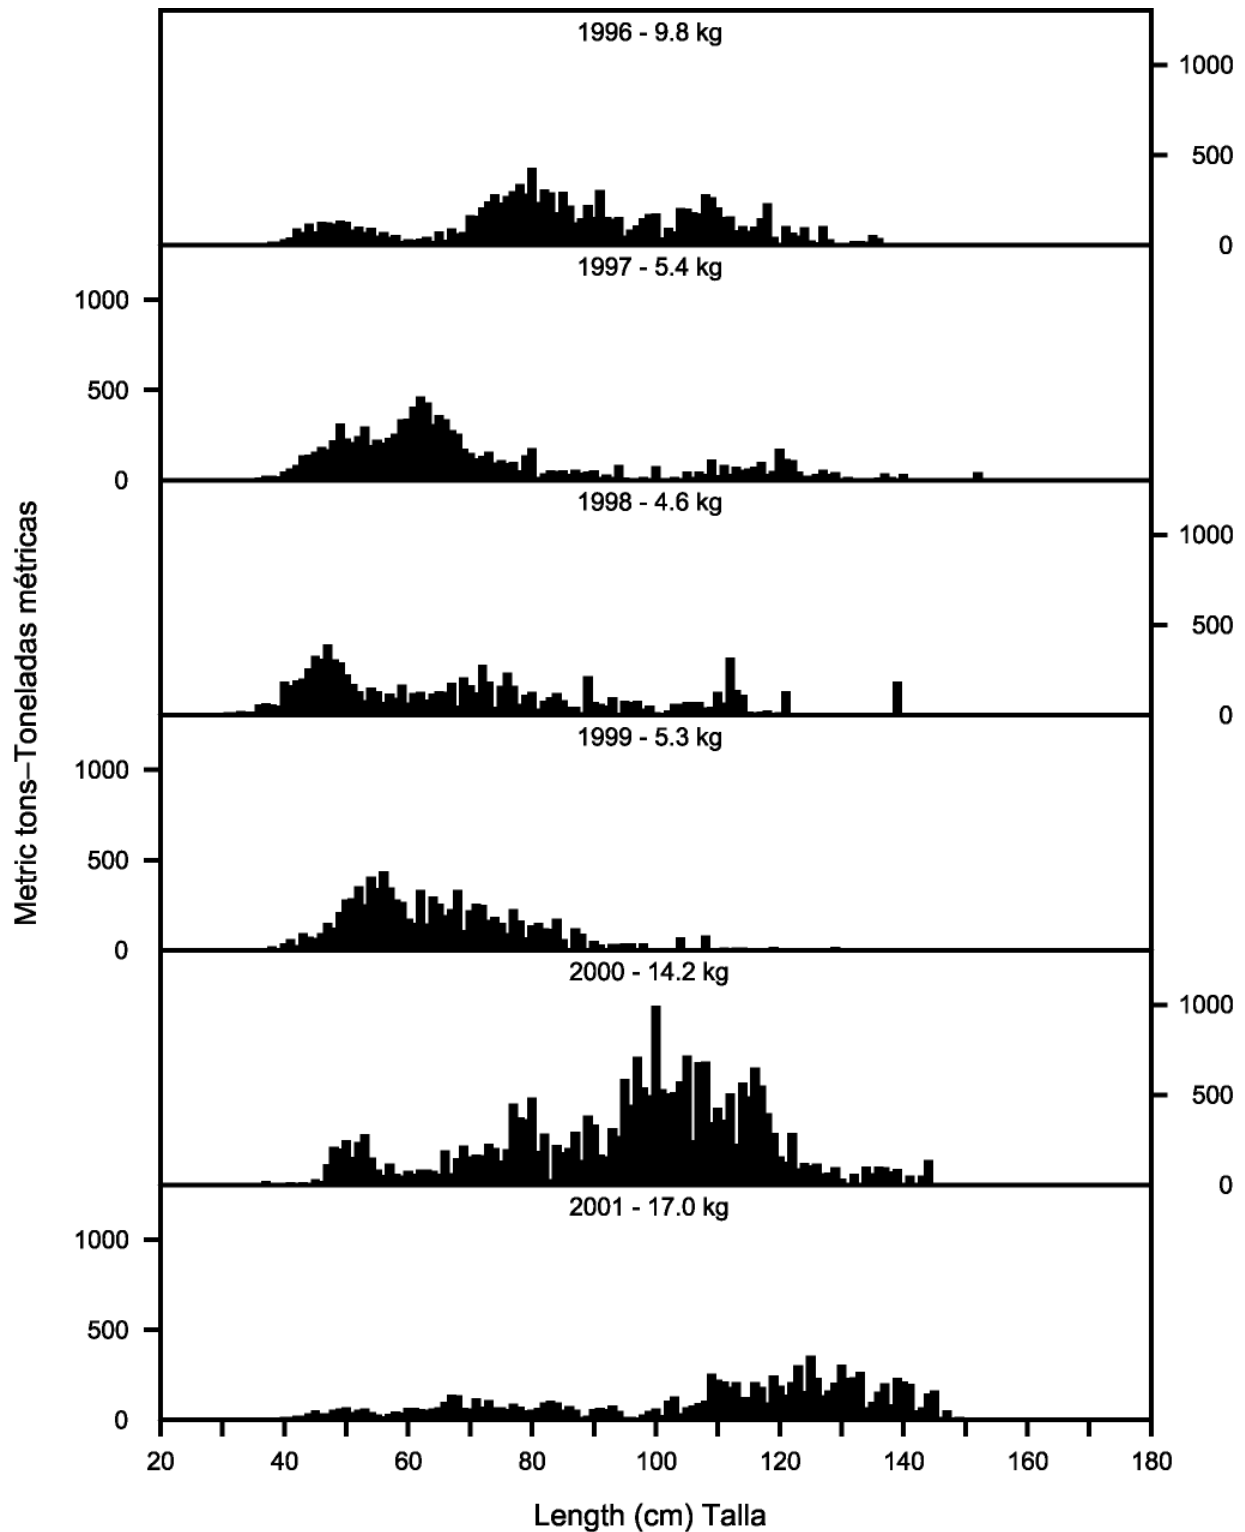 1996 - 9.8 kg
1000
500
0
1997 - 5.4 kg
1000
500
0
1998 - 4.6 kg
1000
500
0
1999 - 5.3 kg
1000
500
0
2000 - 14.2 kg
1000
500
0
2001 - 17.0 kg
1000
500
0
20 40 60 80 100 120 140 160 180
Length (cm) Talla
Metric tons–Toneladas métricas